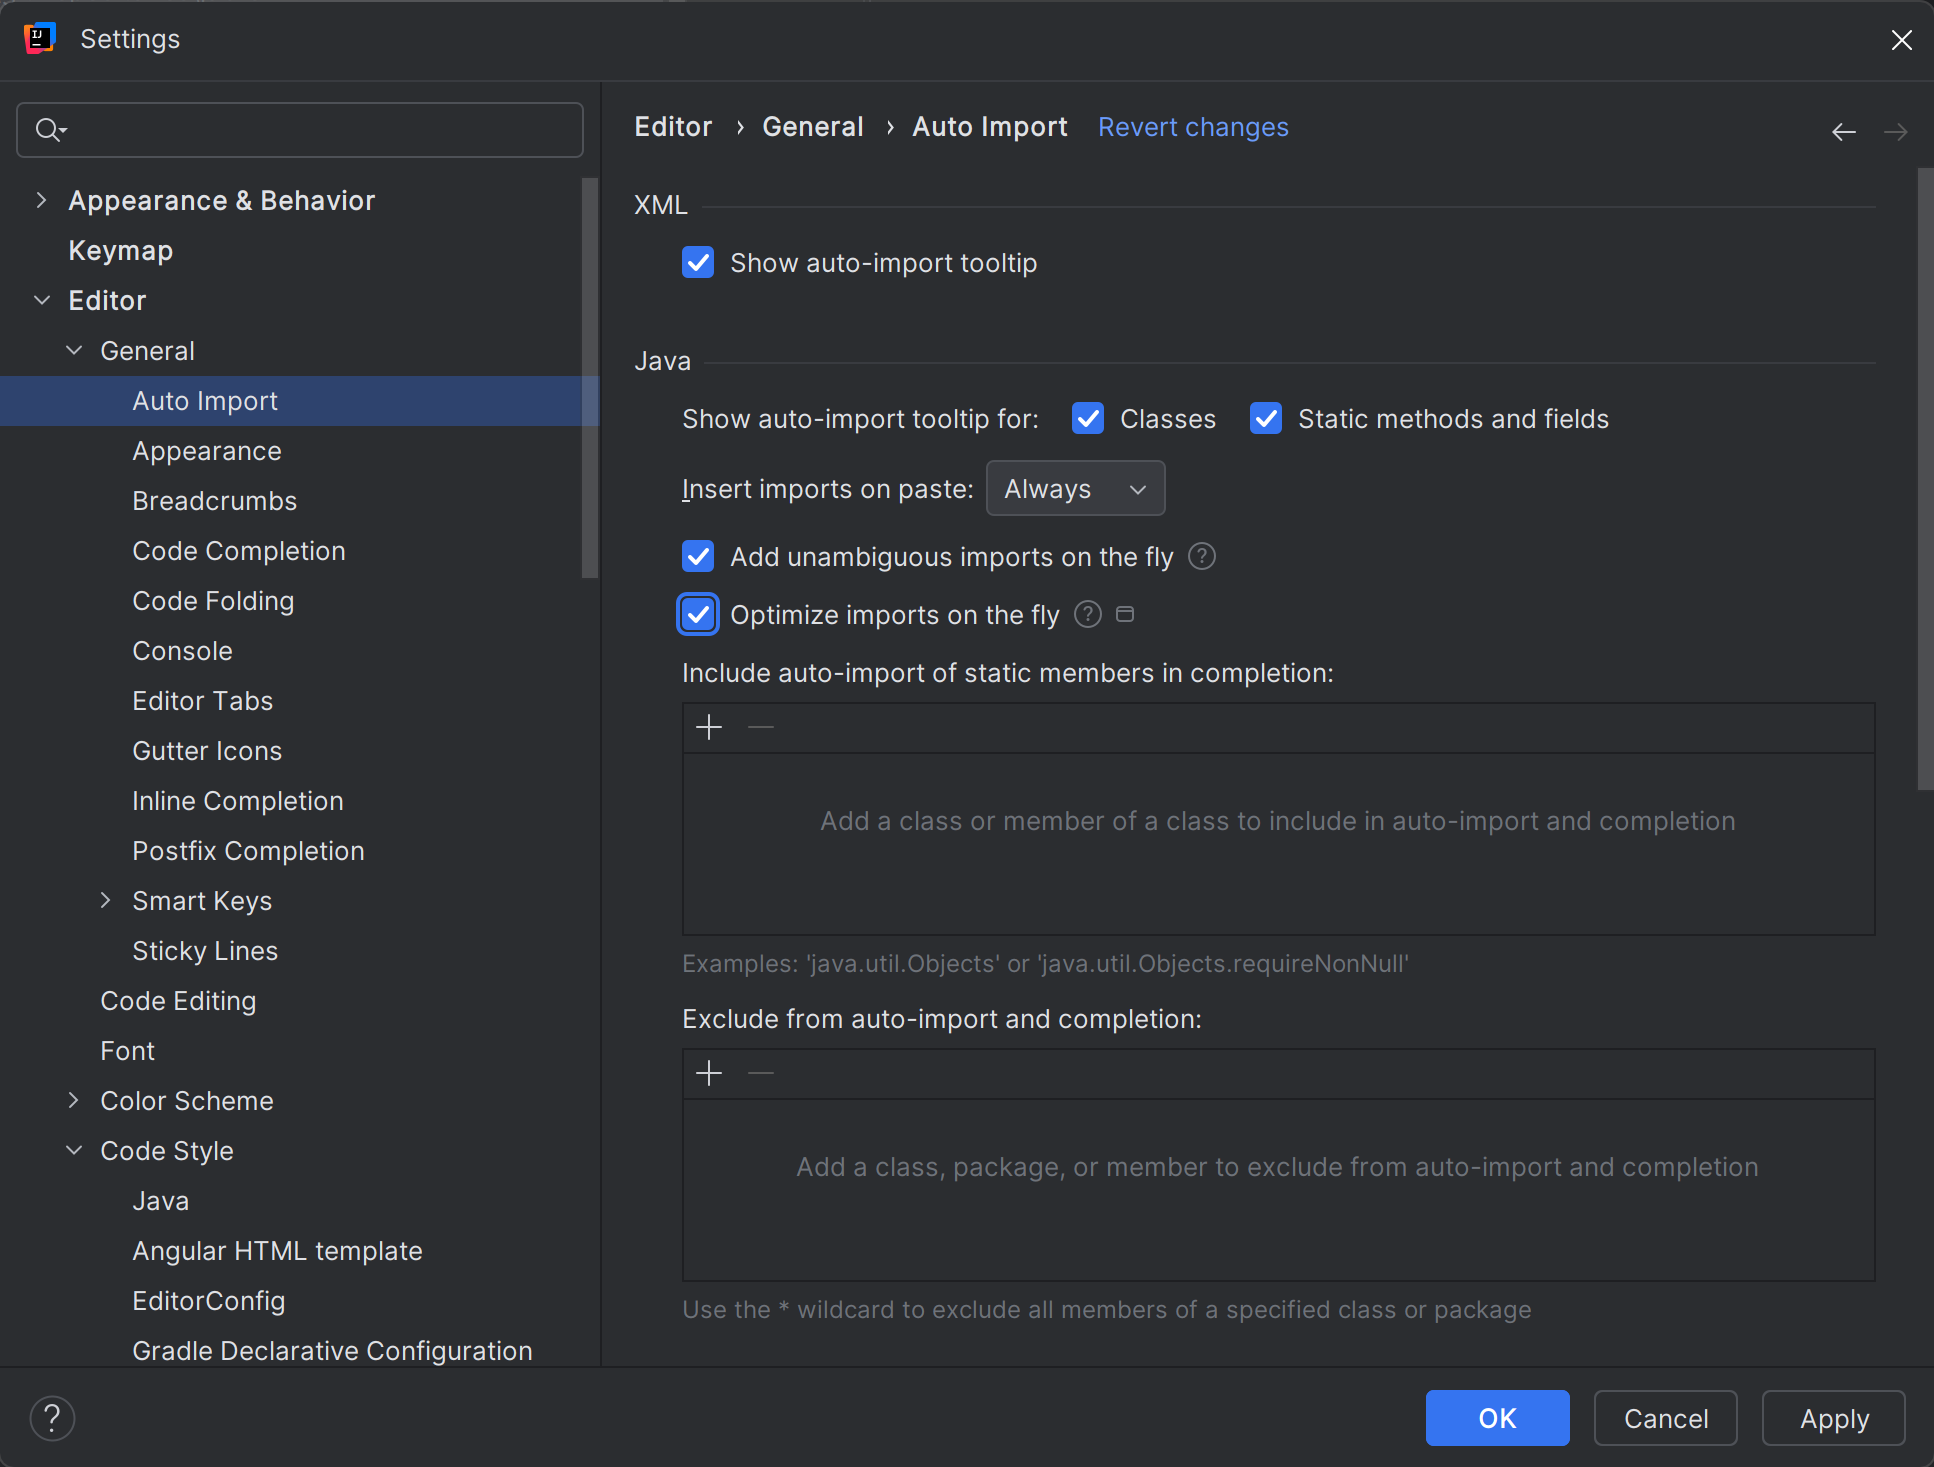 Settings
Appearance & Behavior
Keymap
Editor
General
Auto Import
Appearance
Breadcrumbs
Code Completion
Code Folding
Console
Editor Tabs
Gutter Icons
Inline Completion
Postfix Completion
Smart Keys
Sticky Lines
Code Editing
Font
Color Scheme
Code Style
Java
Angular HTML template
EditorConfig
Gradle Declarative Configuration
Editor › General › Auto Import Revert changes
XML
Show auto-import tooltip
Java
Show auto-import tooltip for: Classes Static methods and fields
Insert imports on paste: Always
Add unambiguous imports on the fly ?
Optimize imports on the fly ?
Include auto-import of static members in completion:
Add a class or member of a class to include in auto-import and completion
Examples: 'java.util.Objects' or 'java.util.Objects.requireNonNull'
Exclude from auto-import and completion:
Add a class, package, or member to exclude from auto-import and completion
Use the * wildcard to exclude all members of a specified class or package
? OK Cancel Apply